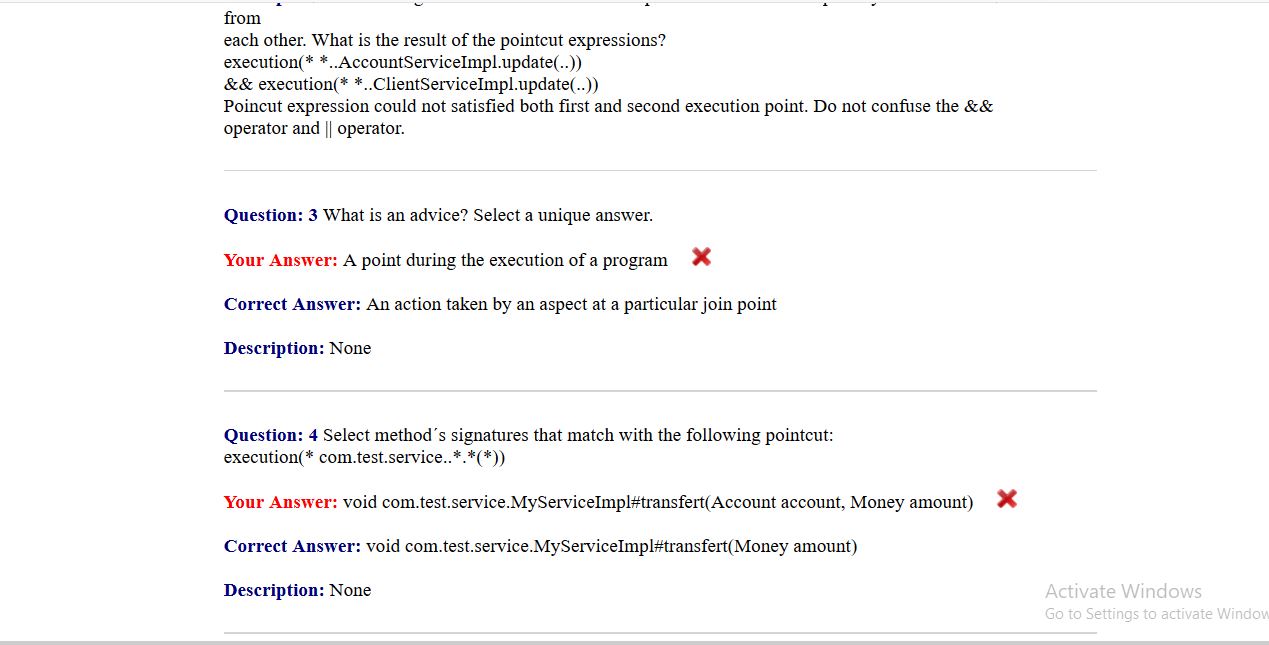 from
each other. What is the result of the pointcut expressions?
execution(* *..AccountServiceImpl.update(..))
&& execution(* *..ClientServiceImpl.update(..))
Poincut expression could not satisfied both first and second execution point. Do not confuse the &&
operator and || operator.
Question: 3 What is an advice? Select a unique answer.
Your Answer: A point during the execution of a program
Correct Answer: An action taken by an aspect at a particular join point
Description: None
Question: 4 Select method´s signatures that match with the following pointcut:
execution(* com.test.service..*.*(*))
Your Answer: void com.test.service.MyServiceImpl#transfert(Account account, Money amount)
Correct Answer: void com.test.service.MyServiceImpl#transfert(Money amount)
Description: None
Activate Windows
Go to Settings to activate Window